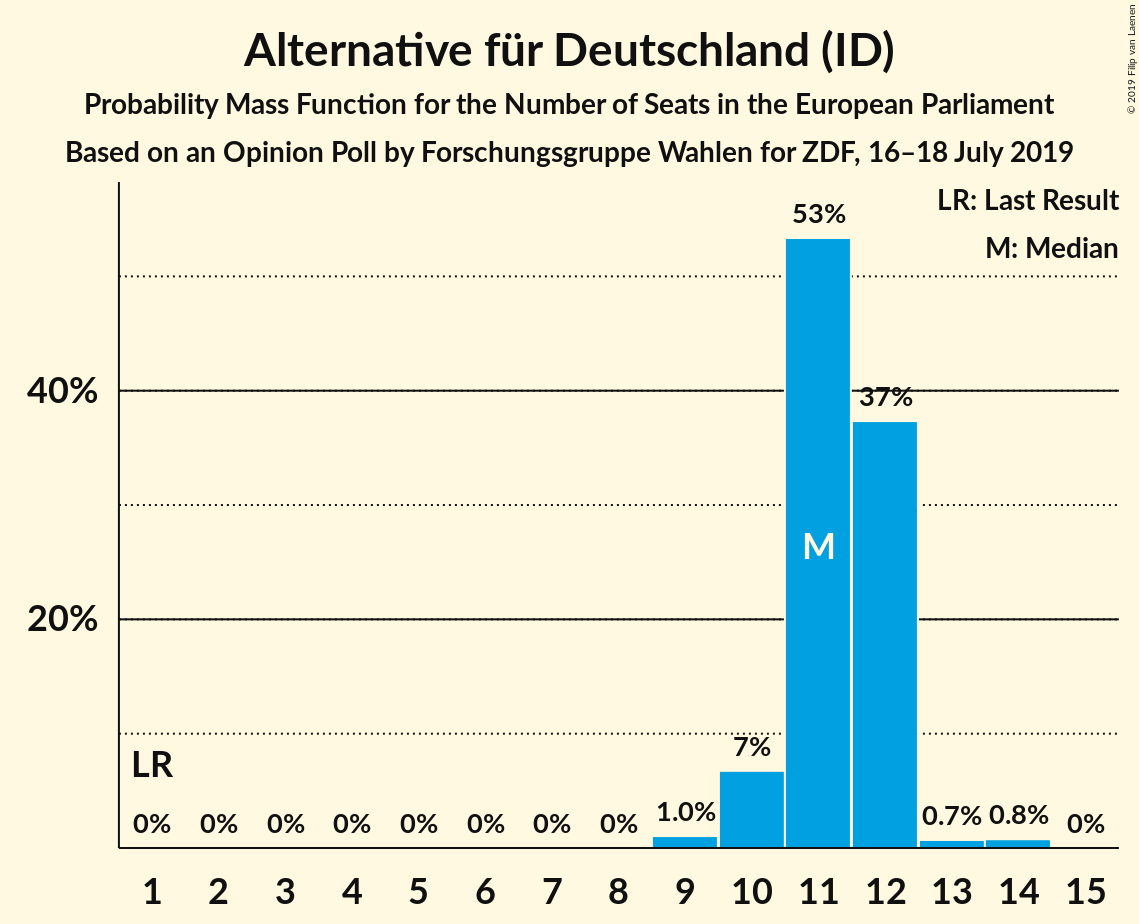 Alternative für Deutschland (ID)
Probability Mass Function for the Number of Seats in the European Parliament
Based on an Opinion Poll by Forschungsgruppe Wahlen for ZDF, 16–18 July 2019
© 2019 Filip van Laenen
LR: Last Result
M: Median
53%
40%
37%
M
20%
LR
7%
0% 0% 0% 0% 0% 0% 0% 0% 1.0% 0.7% 0.8% 0%
1 2 3 4 5 6 7 8 9 10 11 12 13 14 15